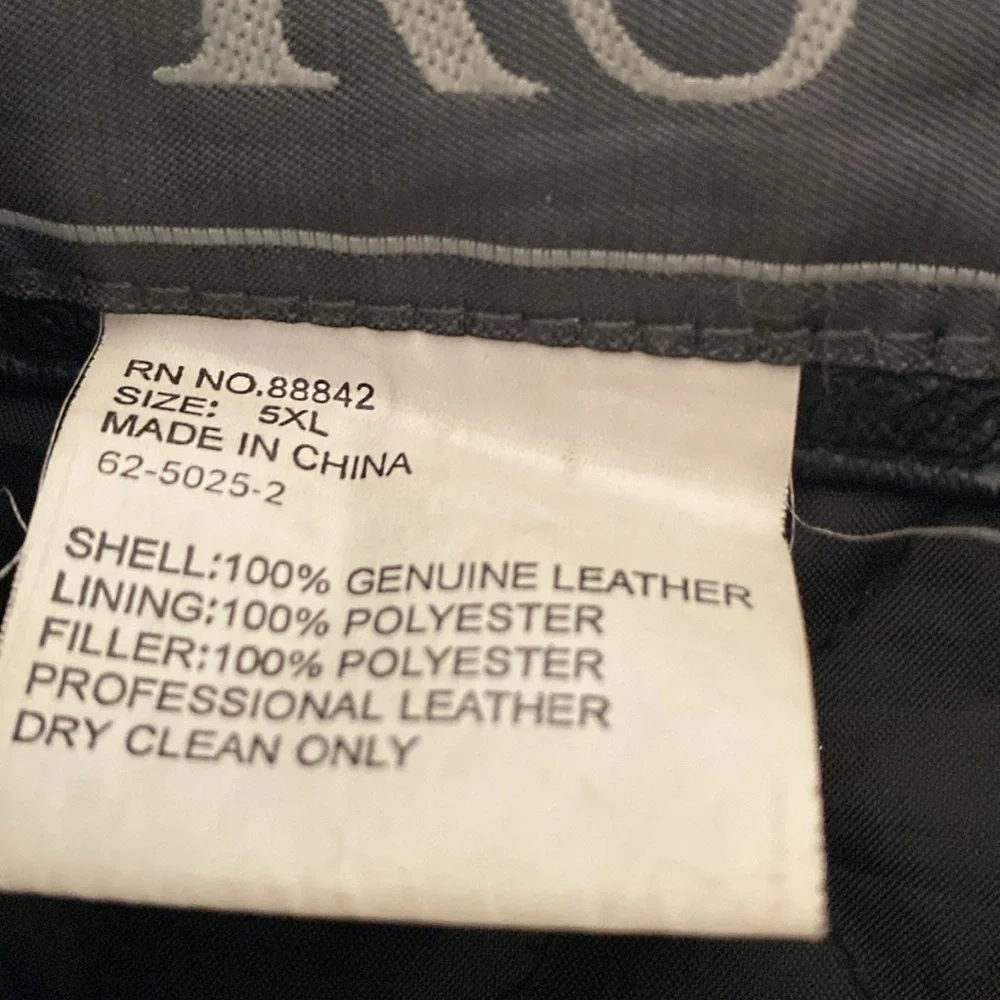 RN NO.88842
SIZE: 5XL
MADE IN CHINA
62-5025-2
SHELL:100% GENUINE LEATHER
LINING:100% POLYESTER
FILLER:100% POLYESTER
PROFESSIONAL LEATHER
DRY CLEAN ONLY